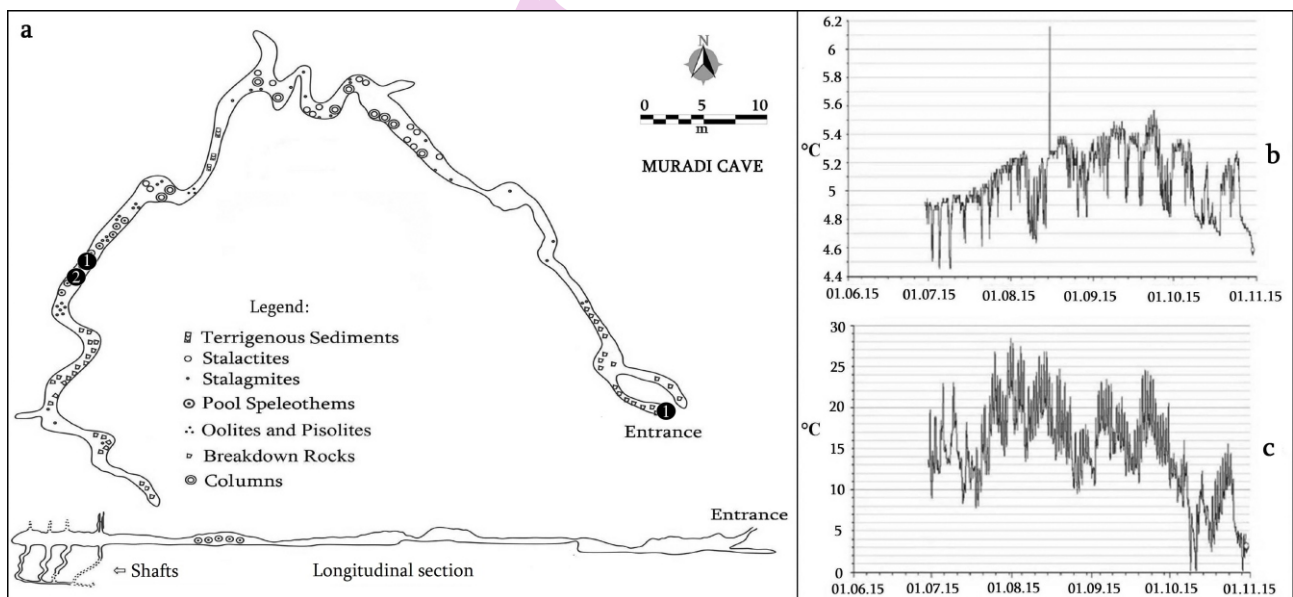 a
N
0 5 10
m
MURADI CAVE
1
2
Legend:
Terrigenous Sediments
Stalactites
Stalagmites
Pool Speleothems
Oolites and Pisolites
Breakdown Rocks
Columns
1
Entrance
Entrance
⇦ Shafts
Longitudinal section
b
°C
6.2
6
5.8
5.6
5.4
5.2
5
4.8
4.6
4.4
01.06.15 01.07.15 01.08.15 01.09.15 01.10.15 01.11.15
c
°C
30
25
20
15
10
5
0
01.06.15 01.07.15 01.08.15 01.09.15 01.10.15 01.11.15